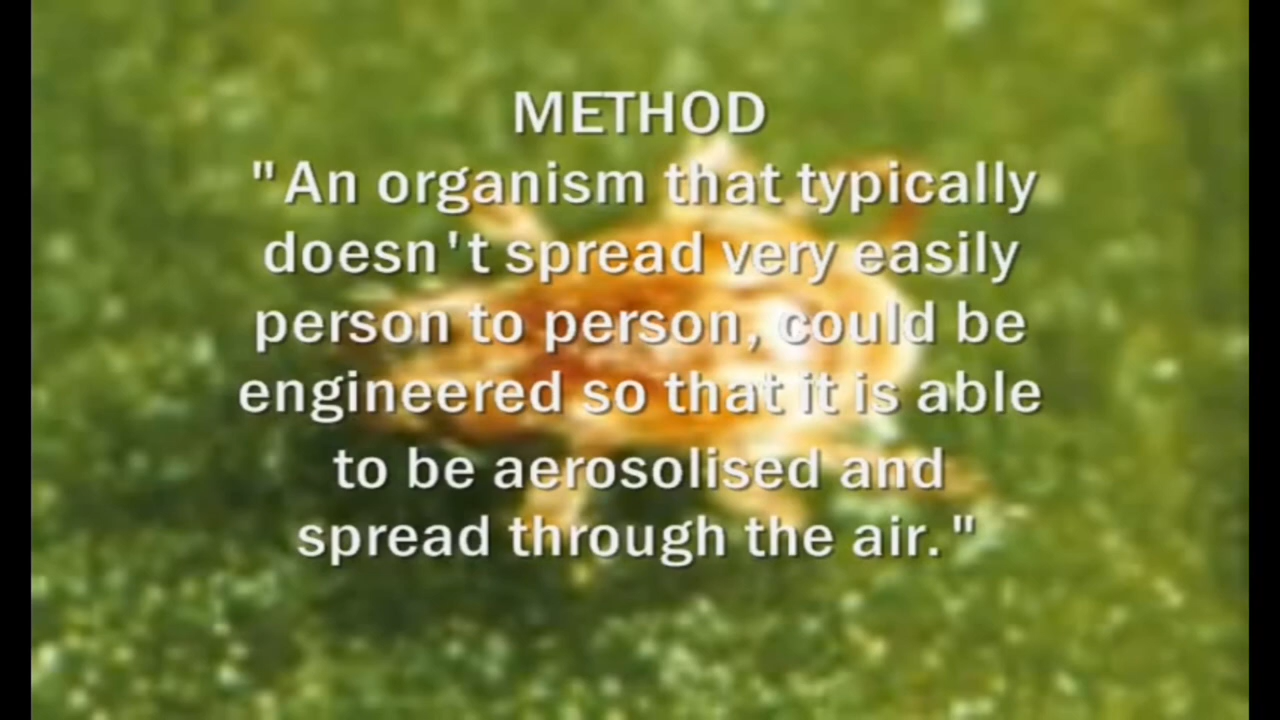 METHOD
"An organism that typically
doesn't spread very easily
person to person, could be
engineered so that it is able
to be aerosolised and
spread through the air."